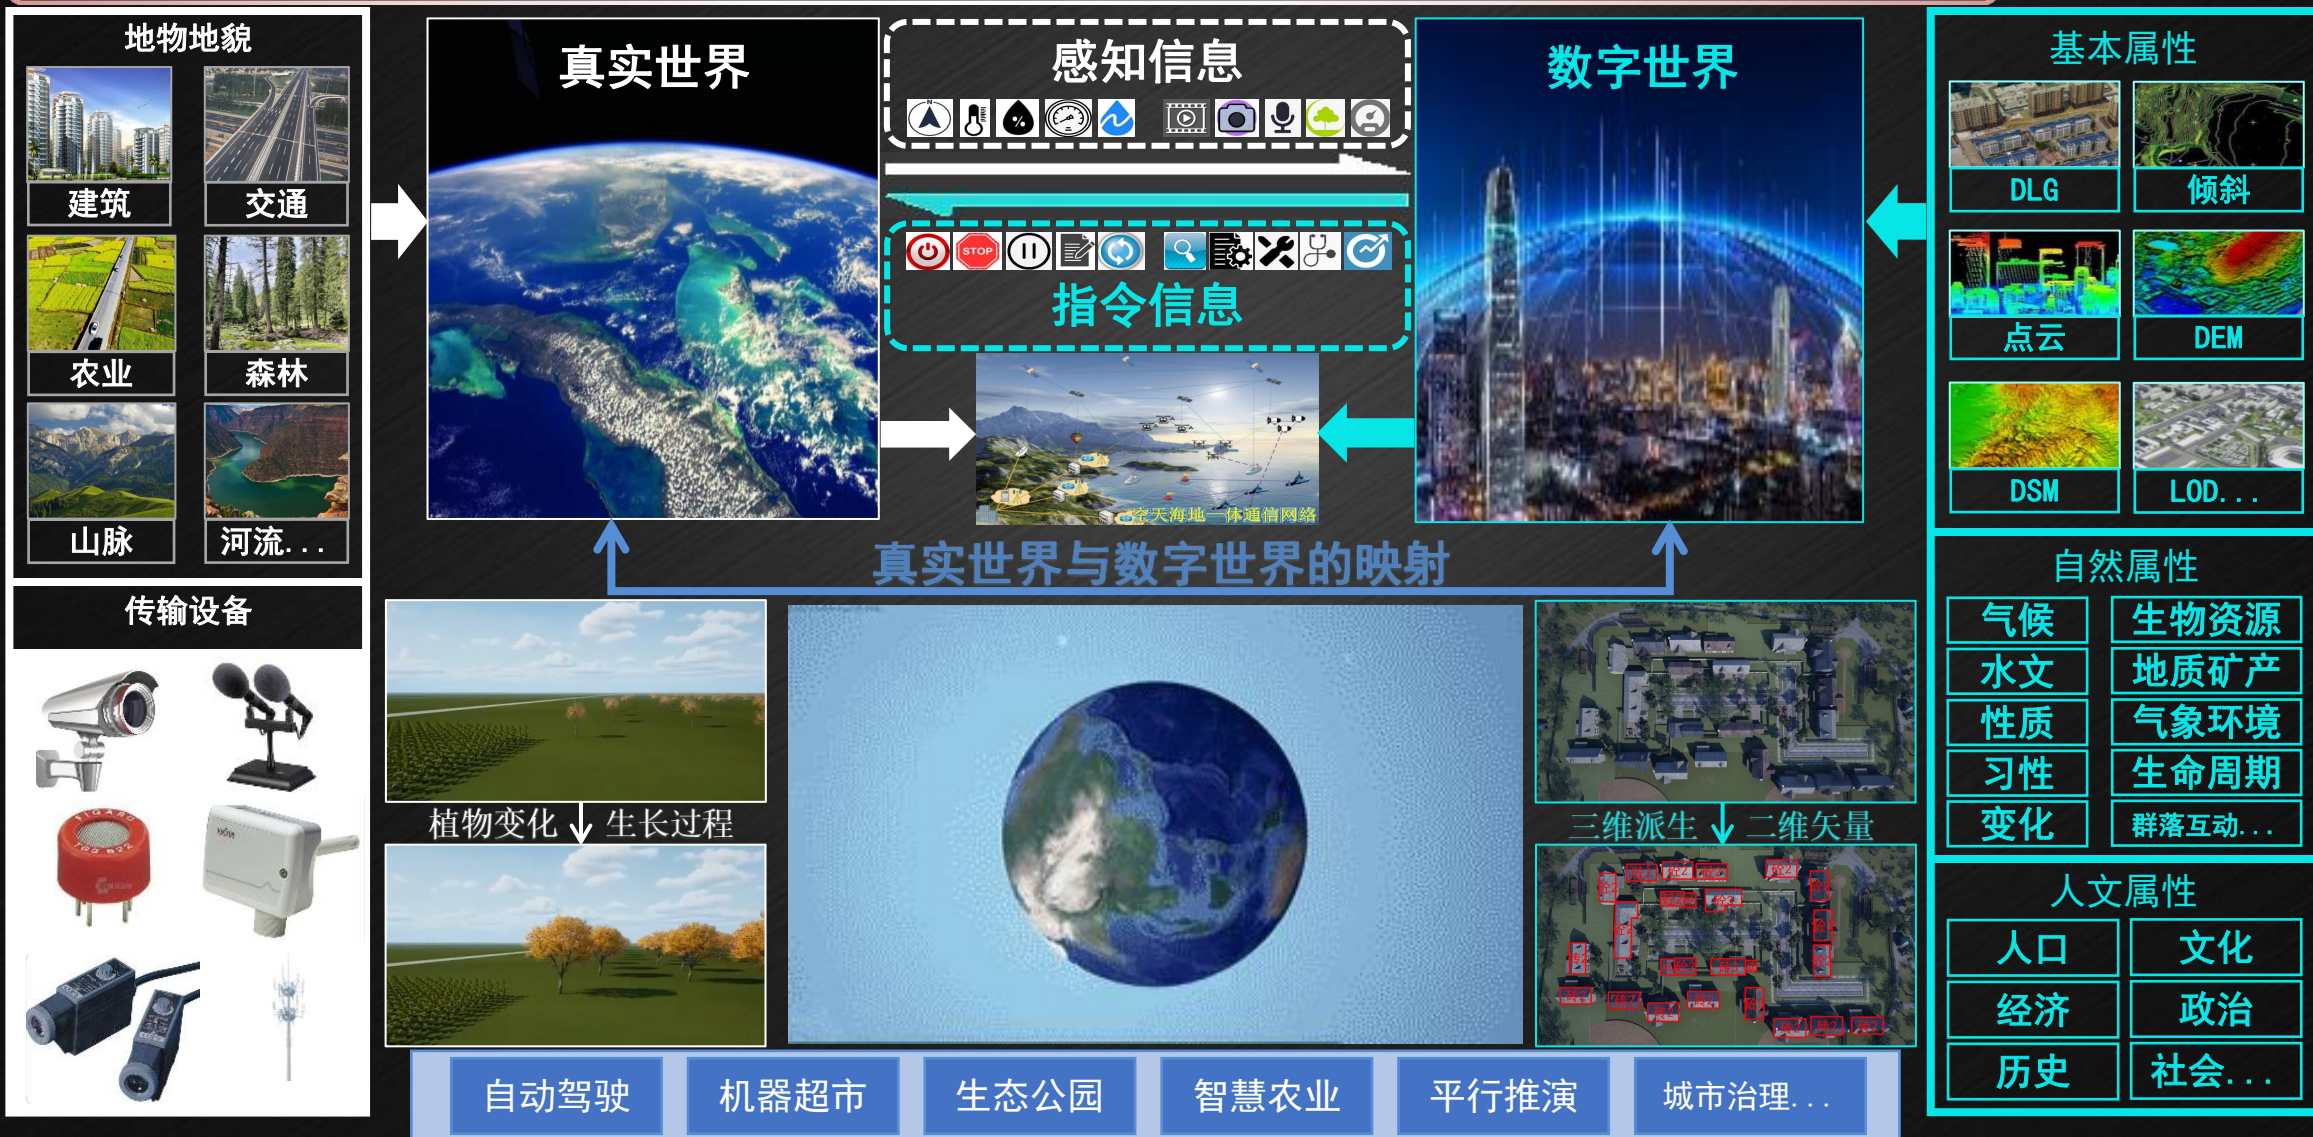 地物地貌
建筑
交通
农业
森林
山脉
河流...
传输设备
FIGARO
TGS 822
真实世界
感知信息
N
%
STOP
指令信息
空天海地一体通信网络
数字世界
真实世界与数字世界的映射
植物变化
生长过程
三维派生
二维矢量
砼2
砖2
基本属性
DLG
倾斜
点云
DEM
DSM
LOD...
自然属性
气候
生物资源
水文
地质矿产
性质
气象环境
习性
生命周期
变化
群落互动...
人文属性
人口
文化
经济
政治
历史
社会...
自动驾驶
机器超市
生态公园
智慧农业
平行推演
城市治理...